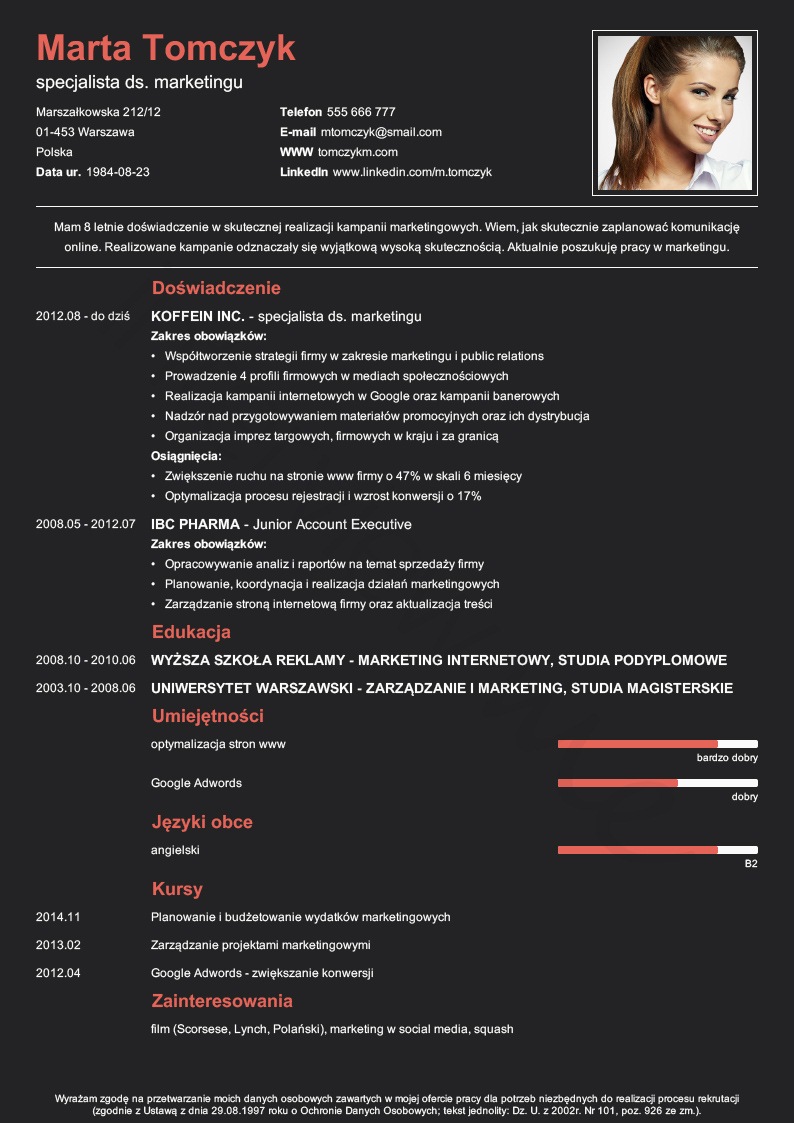 Marta Tomczyk
specjalista ds. marketingu
Marszałkowska 212/12
01-453 Warszawa
Polska
Data ur. 1984-08-23
Telefon 555 666 777
E-mail mtomczyk@smail.com
WWW tomczykm.com
LinkedIn www.linkedin.com/m.tomczyk
Mam 8 letnie doświadczenie w skutecznej realizacji kampanii marketingowych. Wiem, jak skutecznie zaplanować komunikację
online. Realizowane kampanie odznaczały się wyjątkową wysoką skutecznością. Aktualnie poszukuję pracy w marketingu.
Doświadczenie
2012.08 - do dziś KOFFEIN INC. - specjalista ds. marketingu
Zakres obowiązków:
• Współtworzenie strategii firmy w zakresie marketingu i public relations
• Prowadzenie 4 profili firmowych w mediach społecznościowych
• Realizacja kampanii internetowych w Google oraz kampanii banerowych
• Nadzór nad przygotowywaniem materiałów promocyjnych oraz ich dystrybucja
• Organizacja imprez targowych, firmowych w kraju i za granicą
Osiągnięcia:
• Zwiększenie ruchu na stronie www firmy o 47% w skali 6 miesięcy
• Optymalizacja procesu rejestracji i wzrost konwersji o 17%
2008.05 - 2012.07 IBC PHARMA - Junior Account Executive
Zakres obowiązków:
• Opracowywanie analiz i raportów na temat sprzedaży firmy
• Planowanie, koordynacja i realizacja działań marketingowych
• Zarządzanie stroną internetową firmy oraz aktualizacja treści
Edukacja
2008.10 - 2010.06 WYŻSZA SZKOŁA REKLAMY - MARKETING INTERNETOWY, STUDIA PODYPLOMOWE
2003.10 - 2008.06 UNIWERSYTET WARSZAWSKI - ZARZĄDZANIE I MARKETING, STUDIA MAGISTERSKIE
Umiejętności
optymalizacja stron www
bardzo dobry
Google Adwords
dobry
Języki obce
angielski
B2
Kursy
2014.11 Planowanie i budżetowanie wydatków marketingowych
2013.02 Zarządzanie projektami marketingowymi
2012.04 Google Adwords - zwiększanie konwersji
Zainteresowania
film (Scorsese, Lynch, Polański), marketing w social media, squash
Wyrażam zgodę na przetwarzanie moich danych osobowych zawartych w mojej ofercie pracy dla potrzeb niezbędnych do realizacji procesu rekrutacji
(zgodnie z Ustawą z dnia 29.08.1997 roku o Ochronie Danych Osobowych; tekst jednolity: Dz. U. z 2002r. Nr 101, poz. 926 ze zm.).